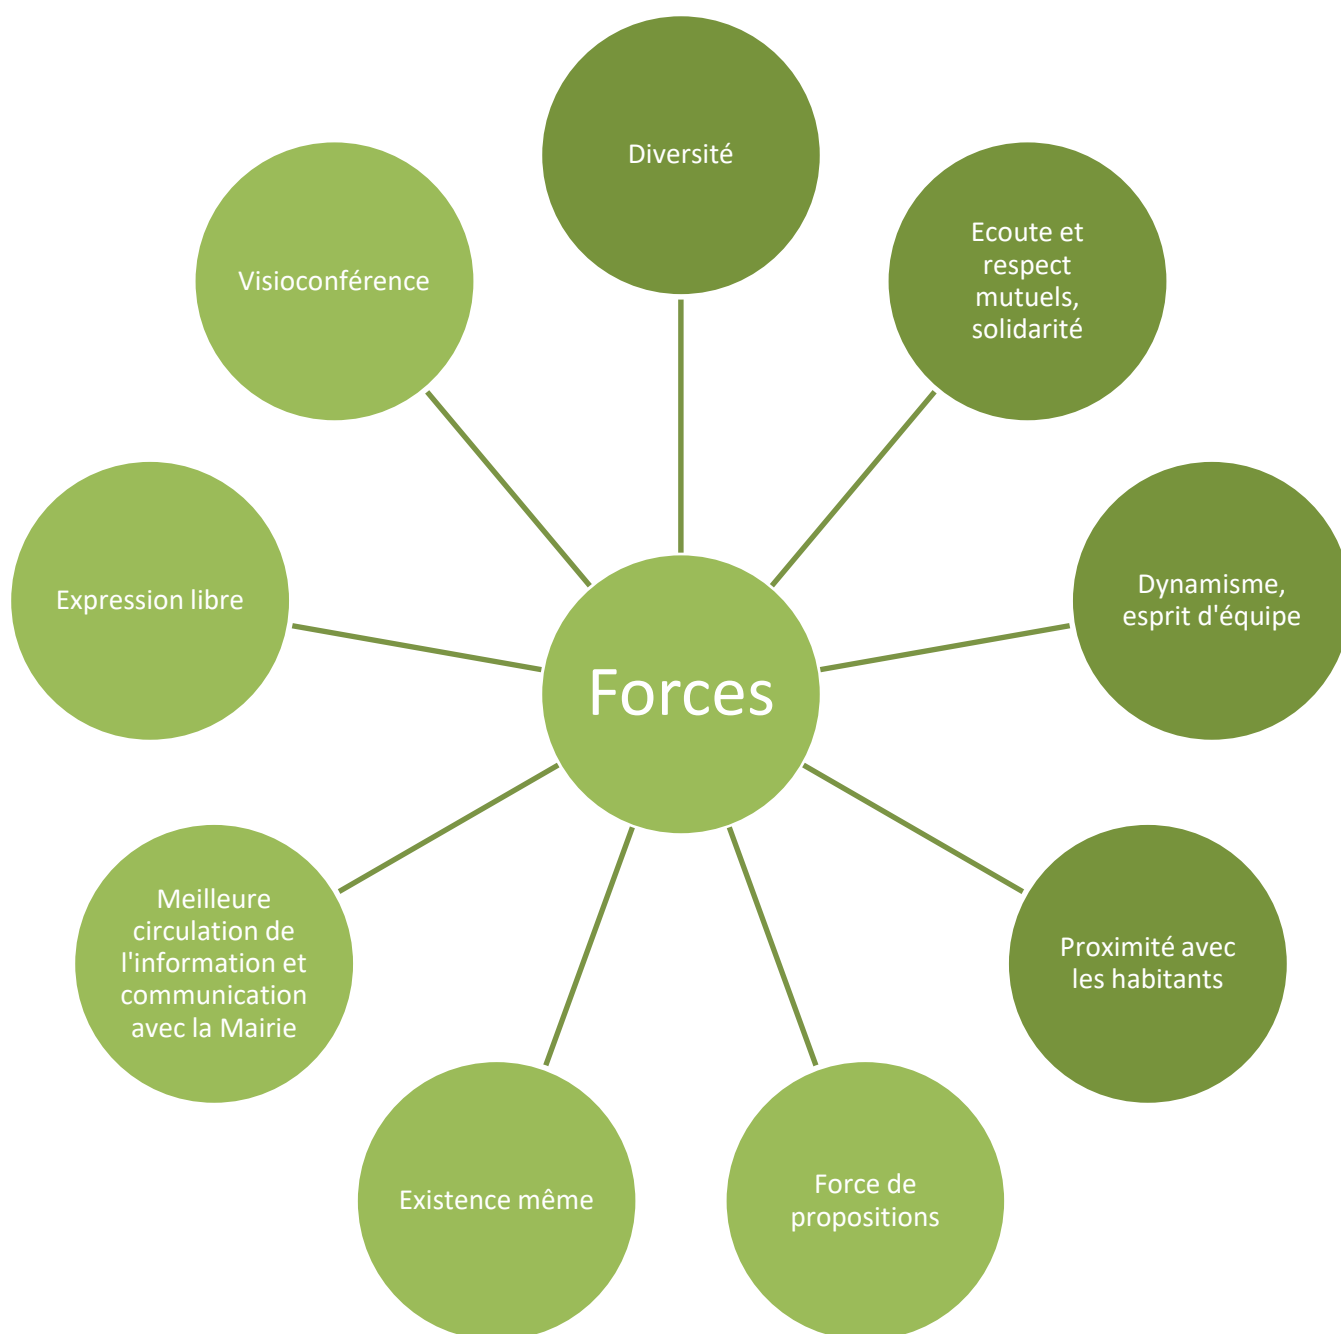 Diversité
Ecoute et
respect
mutuels,
solidarité
Dynamisme,
esprit d'équipe
Proximité avec
les habitants
Force de
propositions
Existence même
Meilleure
circulation de
l'information et
communication
avec la Mairie
Expression libre
Visioconférence
Forces